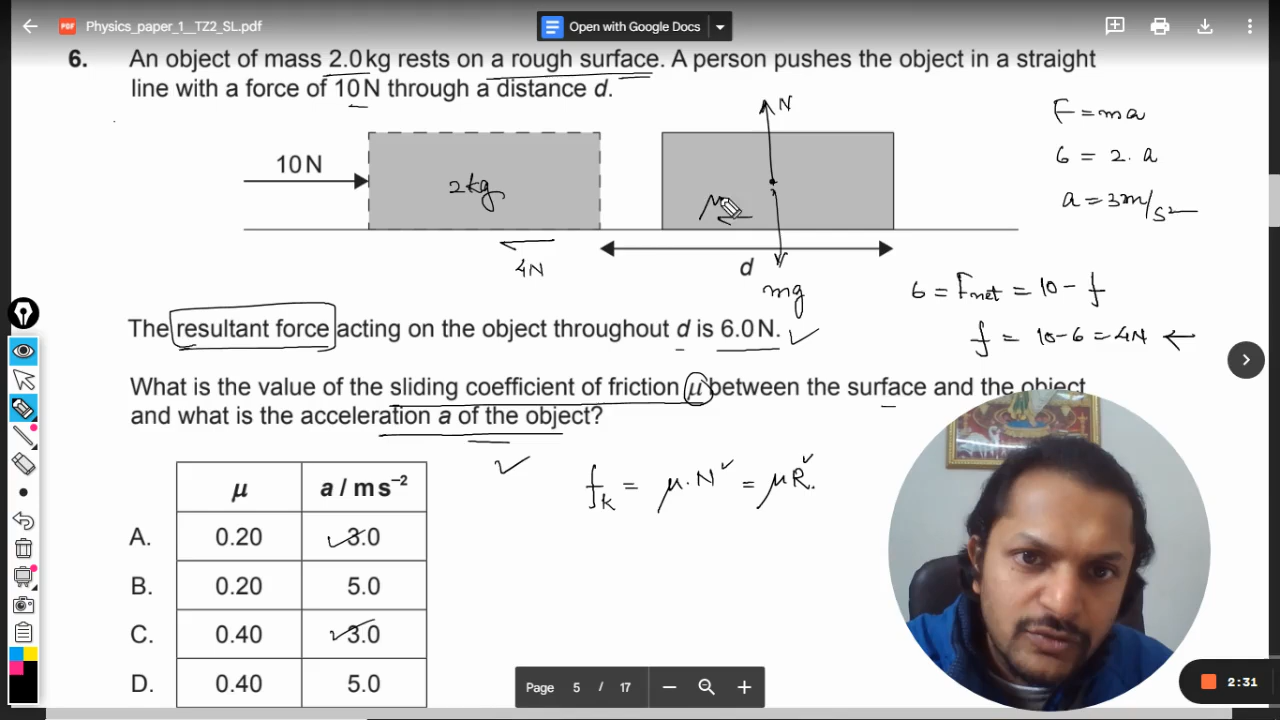 Physics_paper_1__TZ2_SL.pdf
Open with Google Docs
6. An object of mass 2.0 kg rests on a rough surface. A person pushes the object in a straight
line with a force of 10 N through a distance d.
N
F = ma
6 = 2. a
a = 3m/s2
10 N
2kg
μ
4N
d
mg
6 = Fnet = 10 - f
f = 10-6 = 4N ←
The resultant force acting on the object throughout d is 6.0 N.
What is the value of the sliding coefficient of friction μ between the surface and the object
and what is the acceleration a of the object?
fk = μ.N = μR.
μ a / m s⁻²
A. 0.20 3.0
B. 0.20 5.0
C. 0.40 3.0
D. 0.40 5.0
Page 5 / 17
2:31